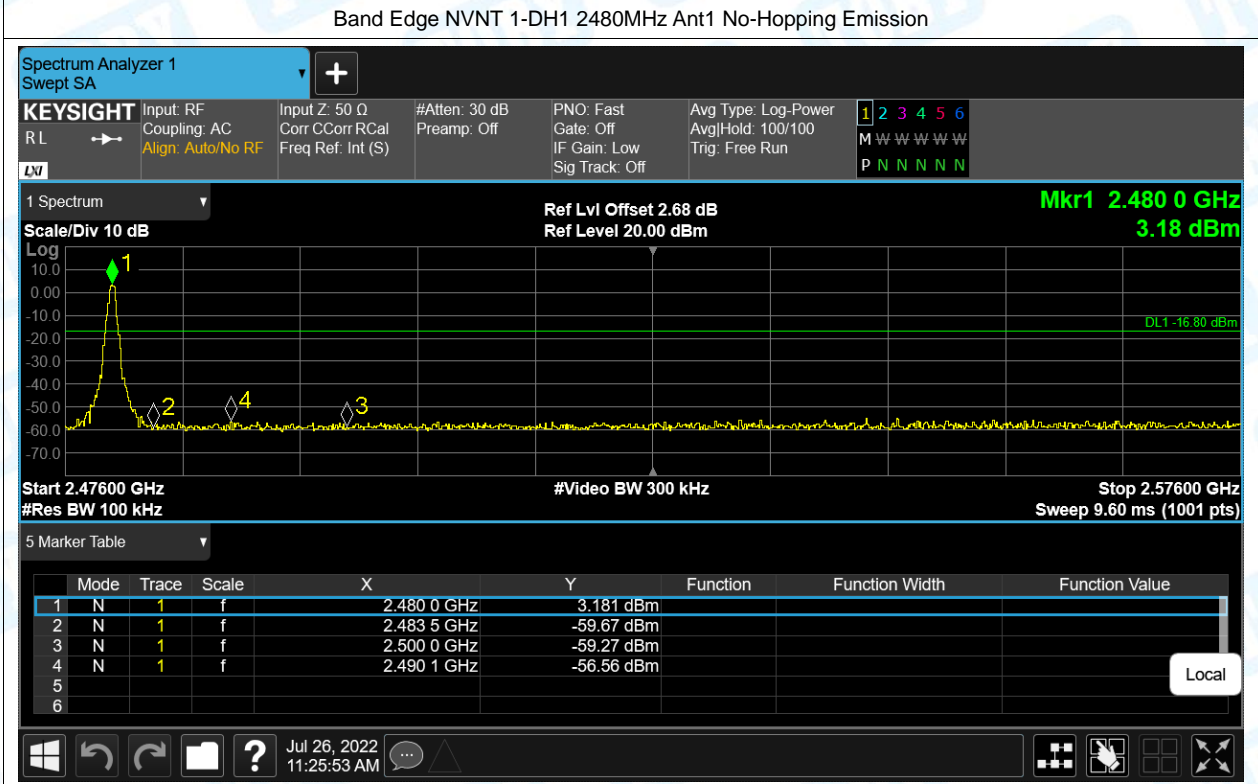 Band Edge NVNT 1-DH1 2480MHz Ant1 No-Hopping Emission
Spectrum Analyzer 1
Swept SA
+
KEYSIGHT Input: RF Input Z: 50 Ω #Atten: 30 dB PNO: Fast Avg Type: Log-Power 1 2 3 4 5 6
RL Coupling: AC Corr CCorr RCal Preamp: Off Gate: Off Avg|Hold: 100/100 M W W W W W W
Align: Auto/No RF Freq Ref: Int (S) IF Gain: Low Trig: Free Run
LXI Sig Track: Off P N N N N N N
1 Spectrum Ref Lvl Offset 2.68 dB Mkr1 2.480 0 GHz
Scale/Div 10 dB Ref Level 20.00 dBm 3.18 dBm
Log
1
10.0
0.00
-10.0
DL1 -16.80 dBm
-20.0
-30.0
-40.0
-50.0
2 4 3
-60.0
-70.0
Start 2.47600 GHz #Video BW 300 kHz Stop 2.57600 GHz
#Res BW 100 kHz Sweep 9.60 ms (1001 pts)
5 Marker Table
Mode Trace Scale X Y Function Function Width Function Value
1 N 1 f 2.480 0 GHz 3.181 dBm
2 N 1 f 2.483 5 GHz -59.67 dBm
3 N 1 f 2.500 0 GHz -59.27 dBm
4 N 1 f 2.490 1 GHz -56.56 dBm
5
6
Local
? Jul 26, 2022
11:25:53 AM